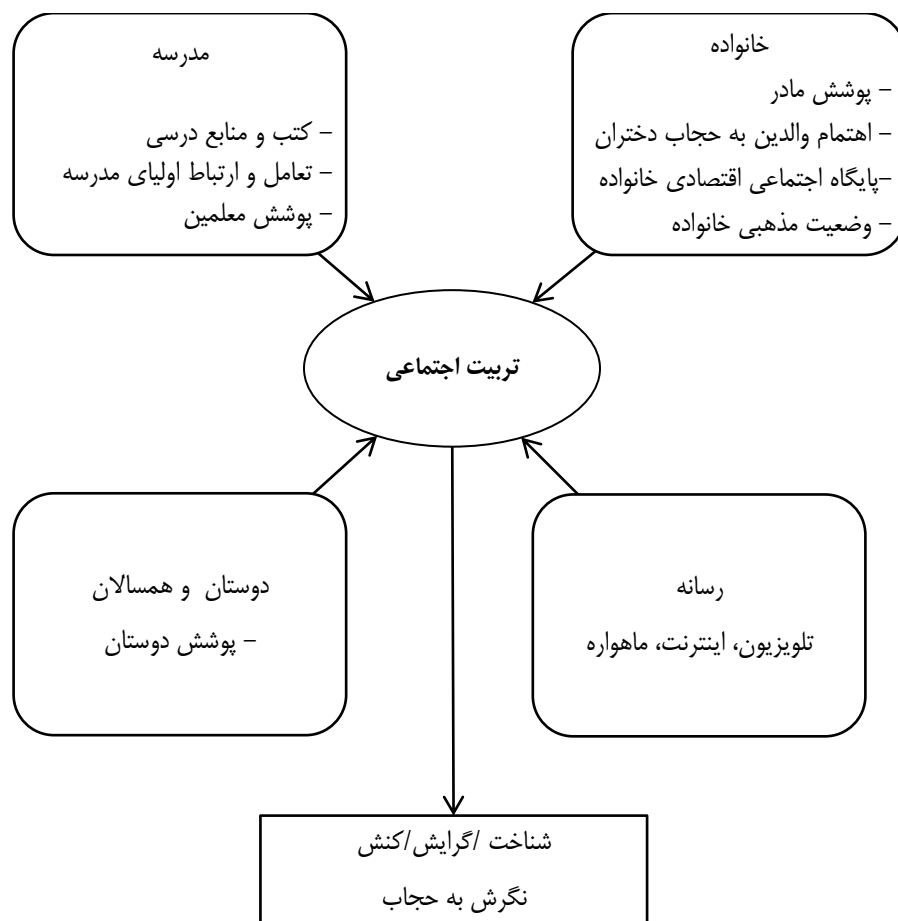 خانواده
– پوشش مادر
– اهتمام والدین به حجاب دختران
–پایگاه اجتماعی اقتصادی خانواده
– وضعیت مذهبی خانواده
مدرسه
– کتب و منابع درسی
– تعامل و ارتباط اولیای مدرسه
– پوشش معلمین
تربیت اجتماعی
رسانه
تلویزیون، اینترنت، ماهواره
دوستان و همسالان
– پوشش دوستان
شناخت /گرایش/کنش
نگرش به حجاب